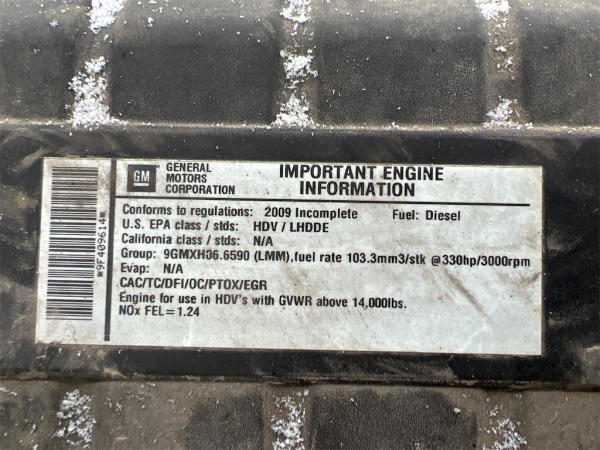 GM
GENERAL
MOTORS
CORPORATION
IMPORTANT ENGINE
INFORMATION
Conforms to regulations: 2009 Incomplete Fuel: Diesel
U.S. EPA class / stds: HDV / LHDDE
California class / stds: N/A
Group: 9GMXH06.6590 (LMM),fuel rate 103.3mm3/stk @330hp/3000rpm
Evap: N/A
CAC/TC/DFI/OC/PTOX/EGR
Engine for use in HDV's with GVWR above 14,000lbs.
NOx FEL=1.24
*9F409614*